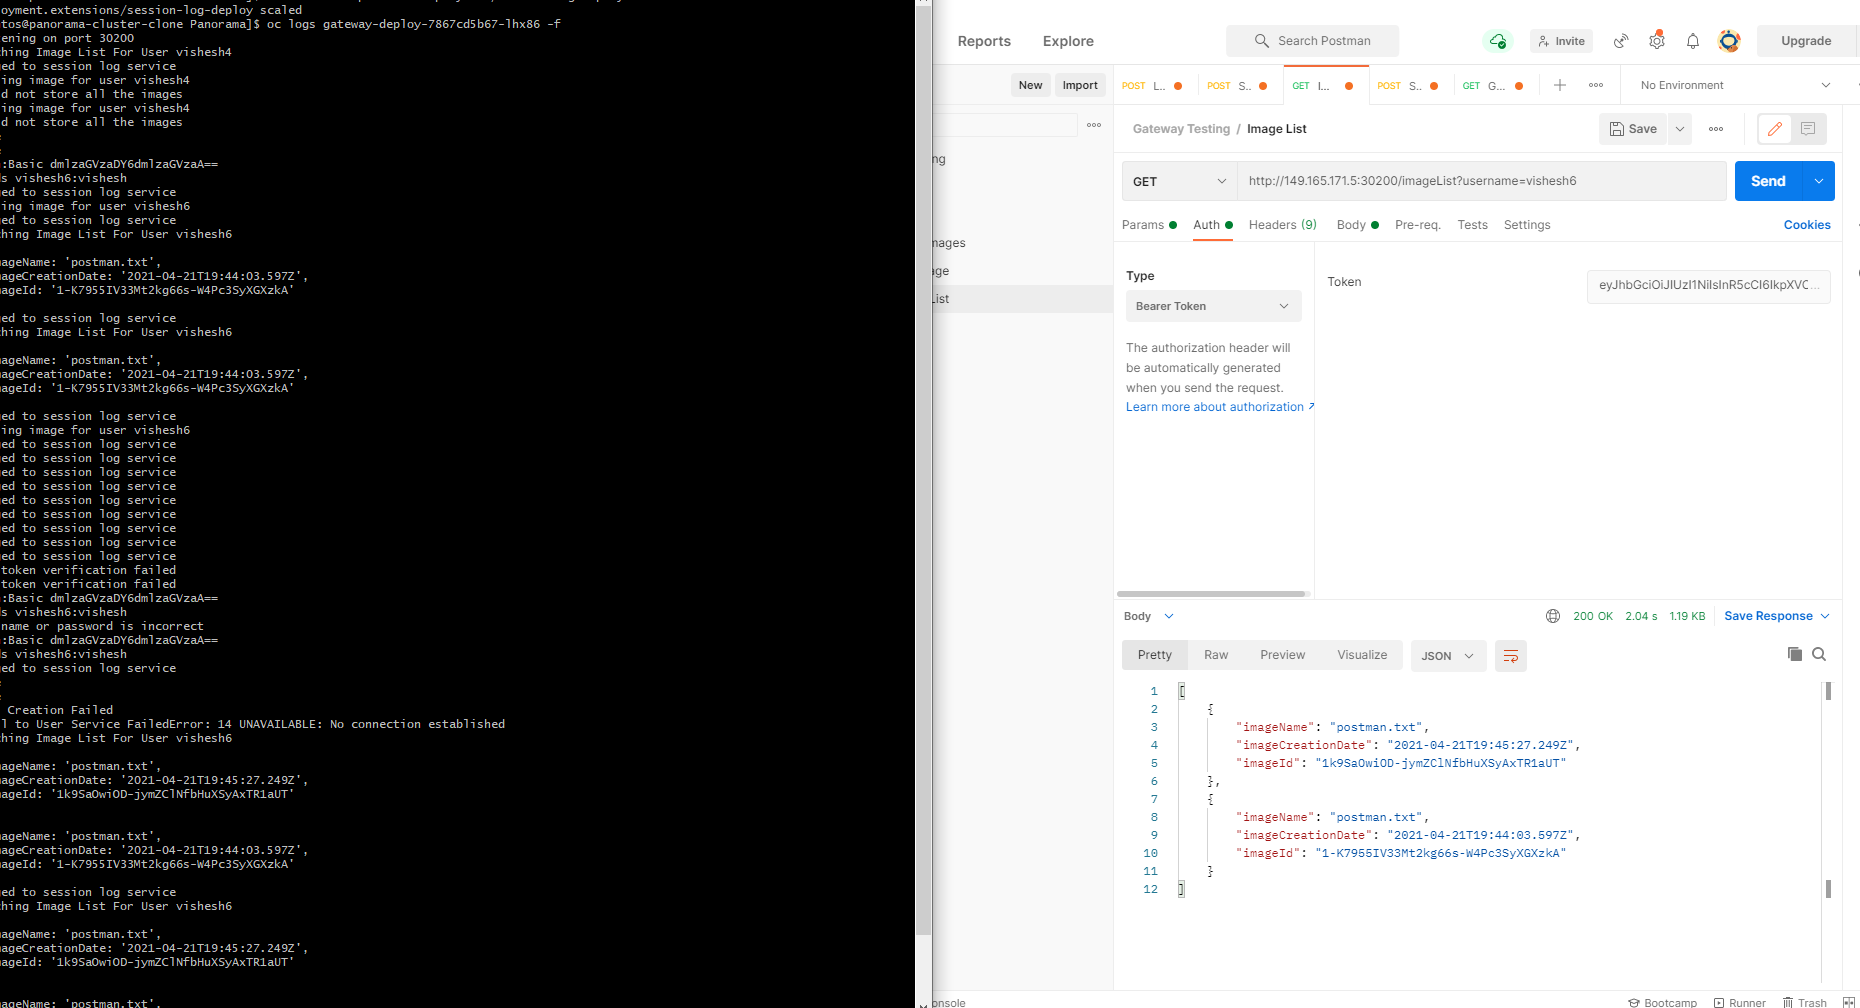 oyment.extensions/session-log-deploy scaled
tos@panorama-cluster-clone Panorama]$ oc logs gateway-deploy-7867cd5b67-lhx86 -f
ening on port 30200
hing Image List For User vishesh4
ed to session log service
ing image for user vishesh4
d not store all the images
ing image for user vishesh4
d not store all the images
:Basic dmlzaGVzaDY6dmlzaGVzaA==
s vishesh6:vishesh
ed to session log service
ing image for user vishesh6
ed to session log service
hing Image List For User vishesh6
ageName: 'postman.txt',
ageCreationDate: '2021-04-21T19:44:03.597Z',
ageId: '1-K7955IV33Mt2kg66s-W4Pc3SyXGXzkA'
ed to session log service
hing Image List For User vishesh6
ageName: 'postman.txt',
ageCreationDate: '2021-04-21T19:44:03.597Z',
ageId: '1-K7955IV33Mt2kg66s-W4Pc3SyXGXzkA'
ed to session log service
ing image for user vishesh6
ed to session log service
ed to session log service
ed to session log service
ed to session log service
ed to session log service
ed to session log service
ed to session log service
ed to session log service
ed to session log service
token verification failed
token verification failed
:Basic dmlzaGVzaDY6dmlzaGVzaA==
s vishesh6:vishesh
name or password is incorrect
:Basic dmlzaGVzaDY6dmlzaGVzaA==
s vishesh6:vishesh
ed to session log service
Creation Failed
l to User Service FailedError: 14 UNAVAILABLE: No connection established
hing Image List For User vishesh6
ageName: 'postman.txt',
ageCreationDate: '2021-04-21T19:45:27.249Z',
ageId: '1k9SaOwiOD-jymZClNfbHuXSyAxTR1aUT'
ageName: 'postman.txt',
ageCreationDate: '2021-04-21T19:44:03.597Z',
ageId: '1-K7955IV33Mt2kg66s-W4Pc3SyXGXzkA'
ed to session log service
hing Image List For User vishesh6
ageName: 'postman.txt',
ageCreationDate: '2021-04-21T19:45:27.249Z',
ageId: '1k9SaOwiOD-jymZClNfbHuXSyAxTR1aUT'
ageName: 'postman.txt',
Reports Explore Search Postman Invite Upgrade
New Import POST L.. POST S.. GET I... POST S.. GET G... No Environment
Gateway Testing / Image List Save
ng
GET http://149.165.171.5:30200/imageList?username=vishesh6 Send
Params Auth Headers (9) Body Pre-req. Tests Settings Cookies
mages
age
List
Type
Bearer Token
Token eyJhbGciOiJIUzI1NiIsInR5cCI6IkpXVC ...
The authorization header will
be automatically generated
when you send the request.
Learn more about authorization ↗
Body 200 OK 2.04 s 1.19 KB Save Response
Pretty Raw Preview Visualize JSON
1 [
2 {
3 "imageName": "postman.txt",
4 "imageCreationDate": "2021-04-21T19:45:27.249Z",
5 "imageId": "1k9SaOwiOD-jymZClNfbHuXSyAxTR1aUT"
6 },
7 {
8 "imageName": "postman.txt",
9 "imageCreationDate": "2021-04-21T19:44:03.597Z",
10 "imageId": "1-K7955IV33Mt2kg66s-W4Pc3SyXGXzkA"
11 }
12 ]
onsole Bootcamp Runner Trash